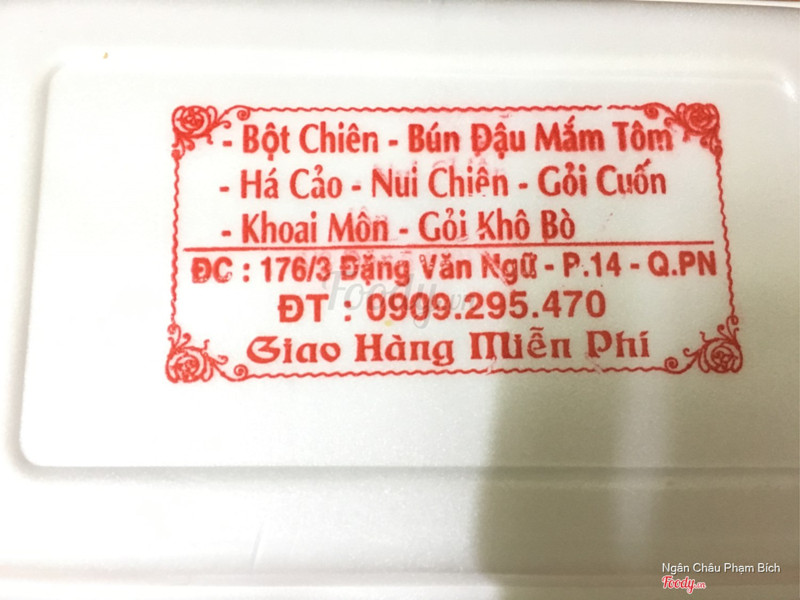 - Bột Chiên - Bún Đậu Mắm Tôm
- Há Cảo - Nui Chiên - Gỏi Cuốn
- Khoai Môn - Gỏi Khô Bò
ĐC : 176/3 Đặng Văn Ngữ - P.14 - Q.PN
Foody.vn
ĐT : 0909.295.470
Giao Hàng Miễn Phí
Ngân Châu Phạm Bích
Foody.vn